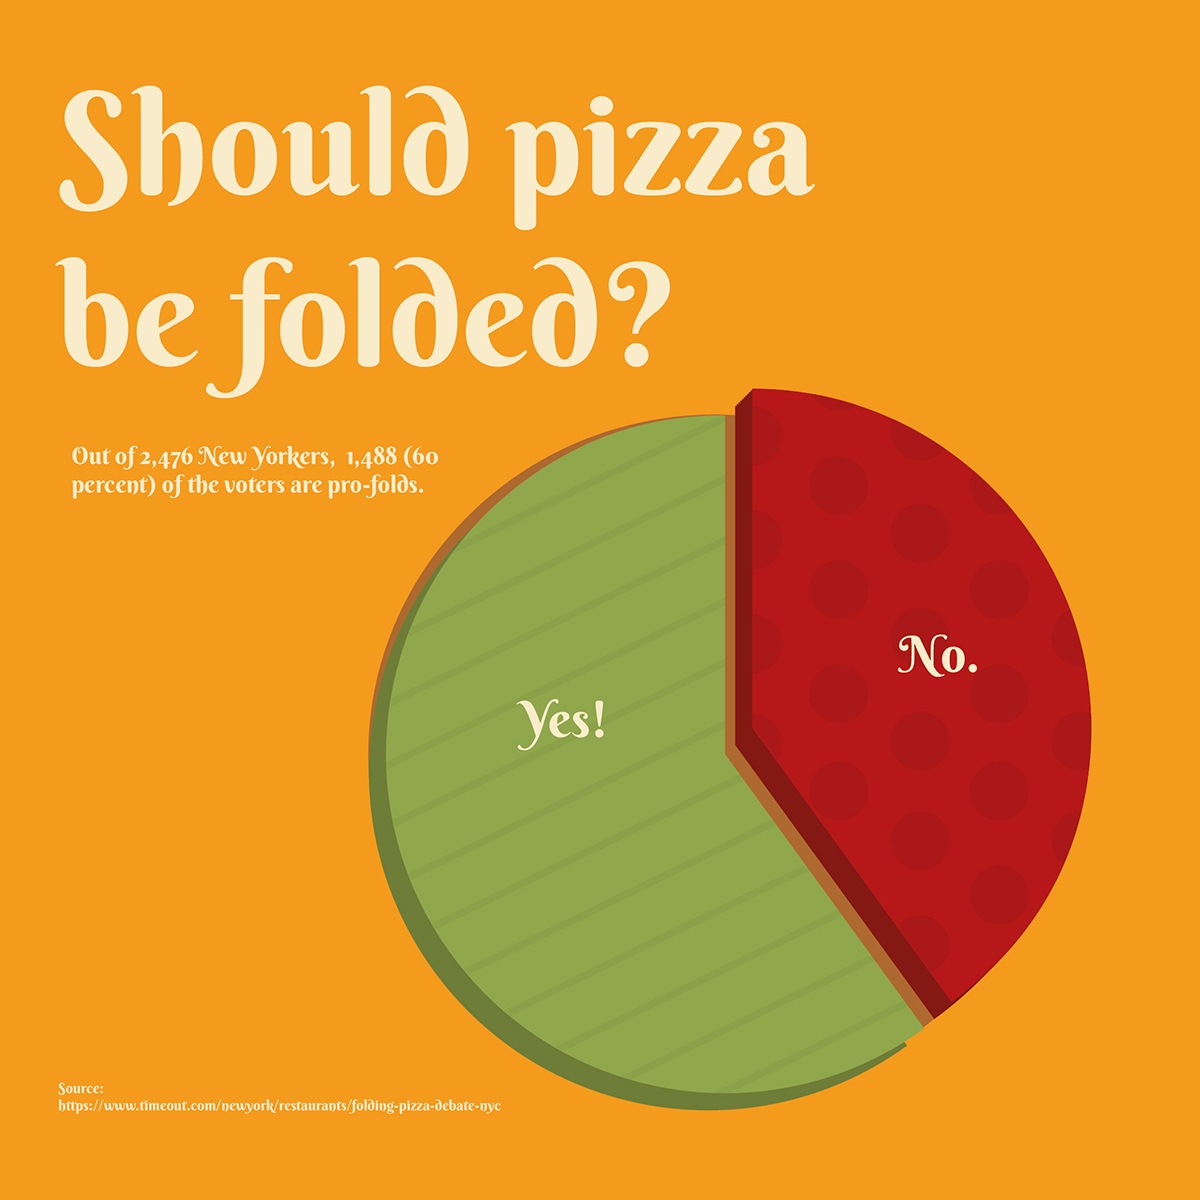 Should pizza
be folded?
Out of 2,476 New Yorkers,  1,488 (60
percent) of the voters are pro-folds.
No.
Yes!
Source:
https://www.timeout.com/newyork/restaurants/folding-pizza-debate-nyc